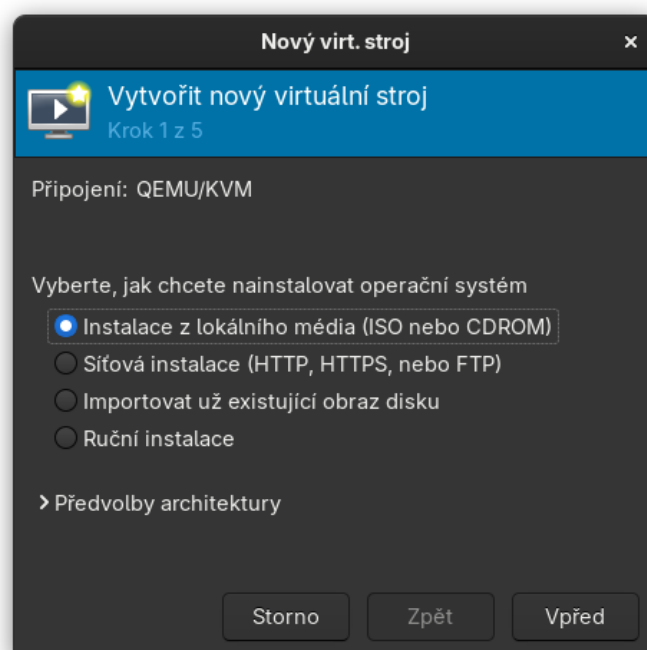 Nový virt. stroj
Vytvořit nový virtuální stroj
Krok 1 z 5
Připojení: QEMU/KVM
Vyberte, jak chcete nainstalovat operační systém
Instalace z lokálního média (ISO nebo CDROM)
Síťová instalace (HTTP, HTTPS, nebo FTP)
Importovat už existující obraz disku
Ruční instalace
Předvolby architektury
Storno Zpět Vpřed